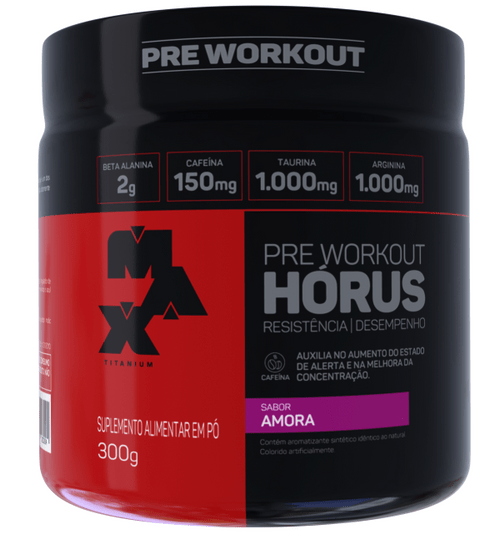 PRE WORKOUT
BETA ALANINA
2g
CAFEÍNA
150mg
TAURINA
1.000mg
ARGININA
1.000mg
MAX
TITANIUM
PRE WORKOUT
HÓRUS
RESISTÊNCIA | DESEMPENHO
CAFEÍNA
AUXILIA NO AUMENTO DO ESTADO
DE ALERTA E NA MELHORA DA
CONCENTRAÇÃO.
SABOR
AMORA
Contém aromatizante sintético idêntico ao natural
Colorido artificialmente
SUPLEMENTO ALIMENTAR EM PÓ
300g